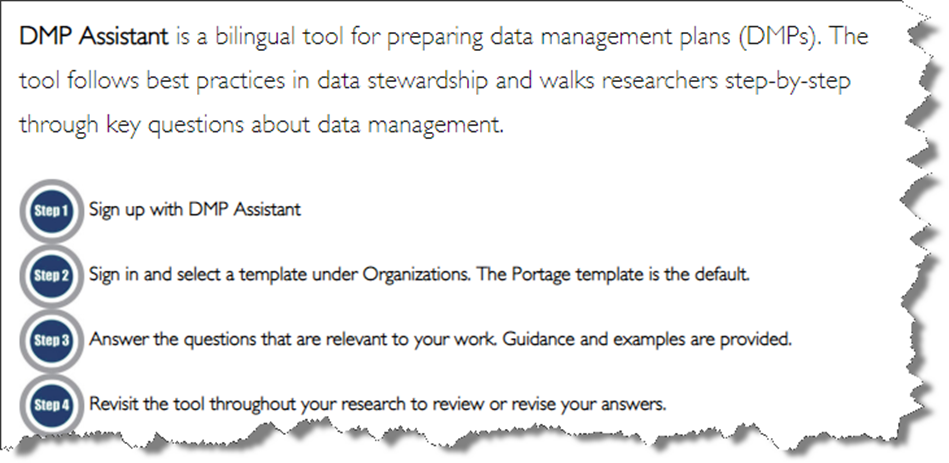 DMP Assistant is a bilingual tool for preparing data management plans (DMPs). The
tool follows best practices in data stewardship and walks researchers step-by-step
through key questions about data management.
Step 1 Sign up with DMP Assistant
Step 2 Sign in and select a template under Organizations. The Portage template is the default.
Step 3 Answer the questions that are relevant to your work. Guidance and examples are provided.
Step 4 Revisit the tool throughout your research to review or revise your answers.